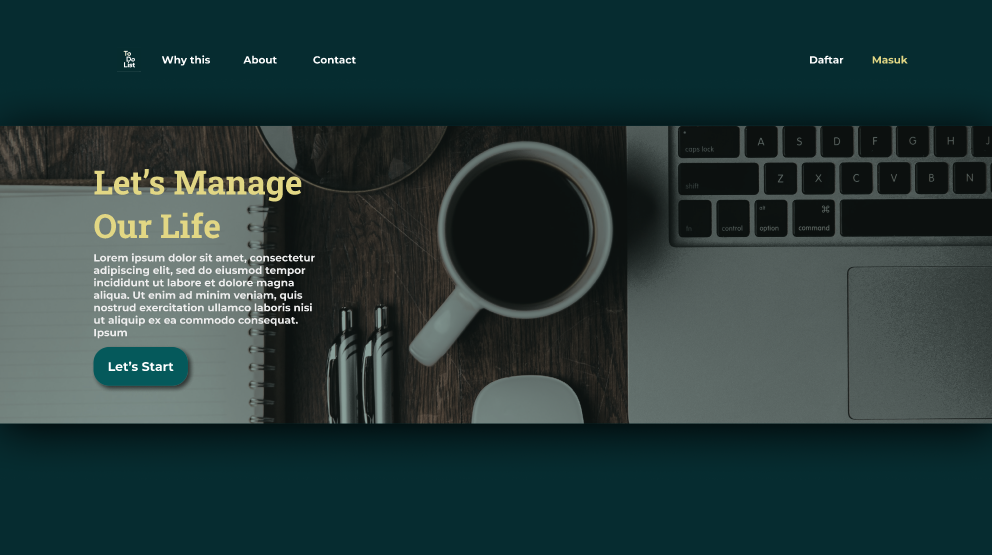 To
Do
List
Why this
About
Contact
Daftar
Masuk
Let's Manage
Our Life
Lorem ipsum dolor sit amet, consectetur
adipiscing elit, sed do eiusmod tempor
incididunt ut labore et dolore magna
aliqua. Ut enim ad minim veniam, quis
nostrud exercitation ullamco laboris nisi
ut aliquip ex ea commodo consequat.
Ipsum
Let's Start
caps lock A S D F G H J
shift Z X C V B N
fn control alt option ⌘ command